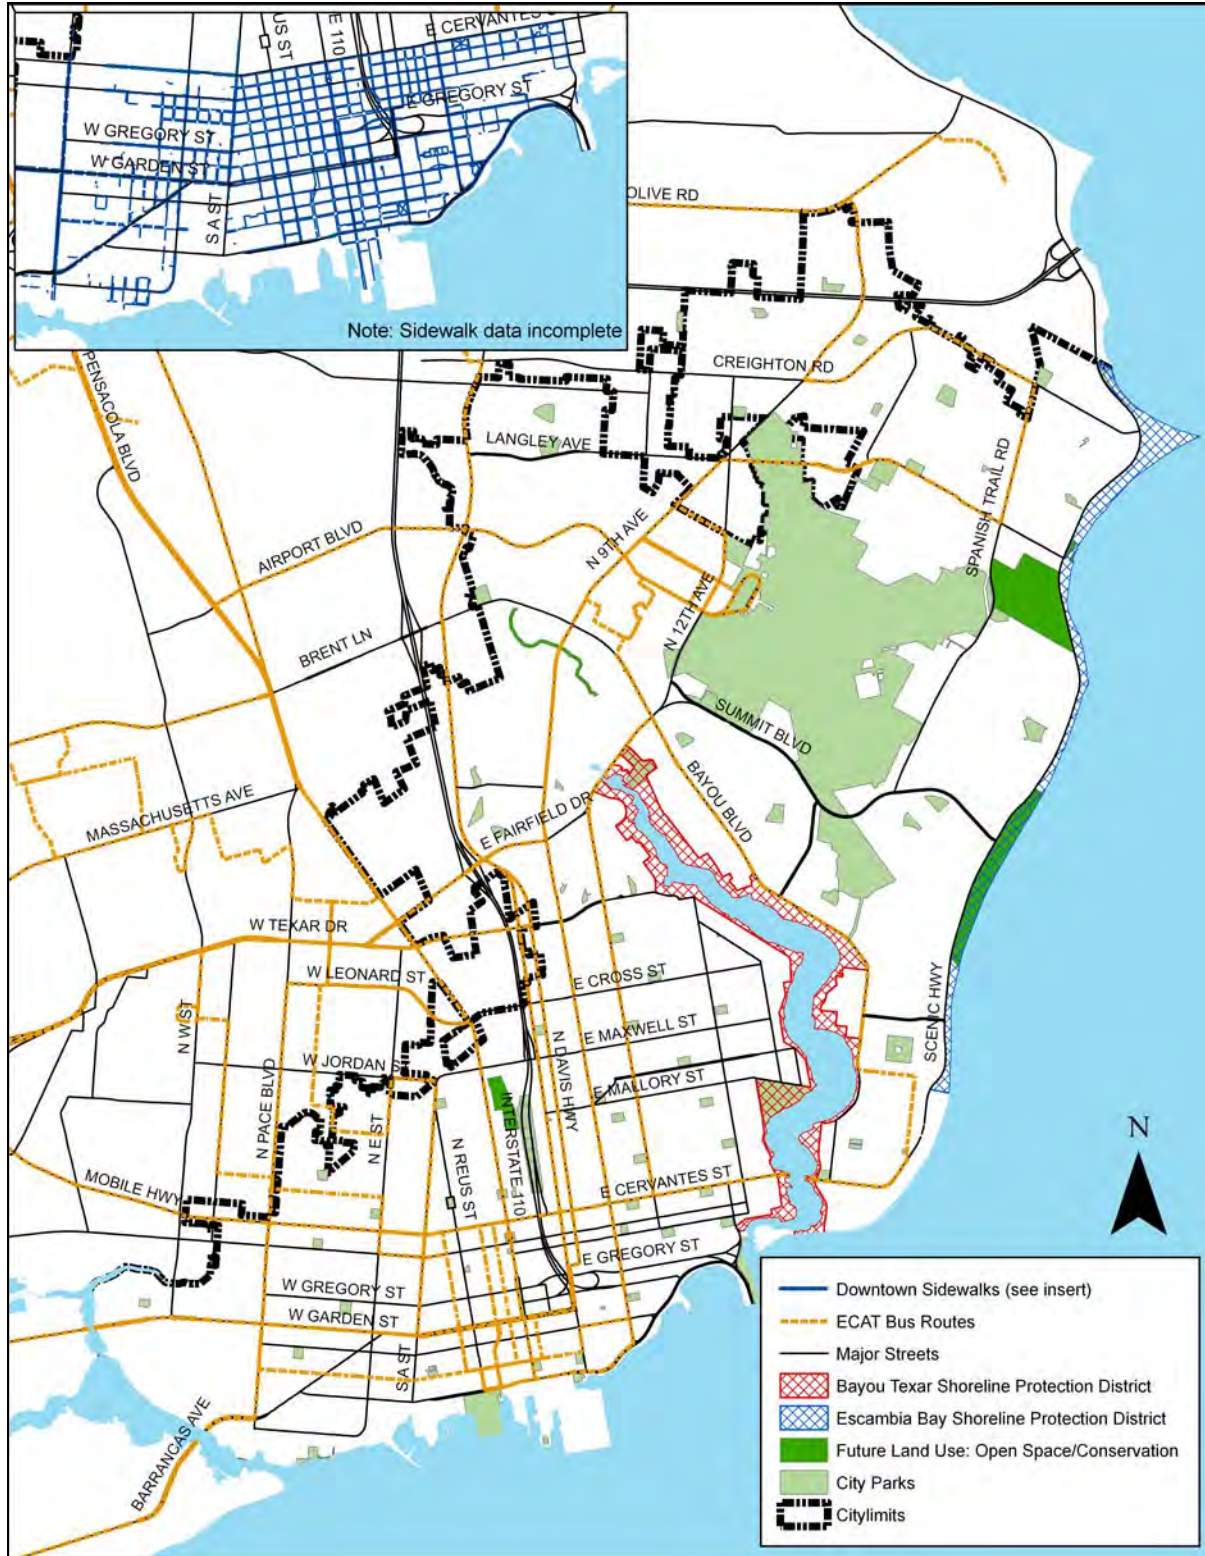 US ST
E 110
E CERVANTES S
E GREGORY ST
W GREGORY ST
W GARDEN ST
S A ST
Note: Sidewalk data incomplete
OLIVE RD
PENSACOLA BLVD
CREIGHTON RD
LANGLEY AVE
SPANISH TRAIL RD
AIRPORT BLVD
N 9TH AVE
N 12TH AVE
BRENT LN
SUMMIT BLVD
BAYOU BLVD
MASSACHUSETTS AVE
E FAIRFIELD DR
W TEXAR DR
W LEONARD ST
E CROSS ST
N W ST
SCENIC HWY
E MAXWELL ST
N DAVIS HWY
W JORDAN S
E MALLORY ST
N PACE BLVD
N E ST
INTERSTATE 110
N REUS ST
N
MOBILE HWY
E CERVANTES ST
E GREGORY ST
W GREGORY ST
W GARDEN ST
S A ST
BARRANCAS AVE
Downtown Sidewalks (see insert)
ECAT Bus Routes
Major Streets
Bayou Texar Shoreline Protection District
Escambia Bay Shoreline Protection District
Future Land Use: Open Space/Conservation
City Parks
Citylimits